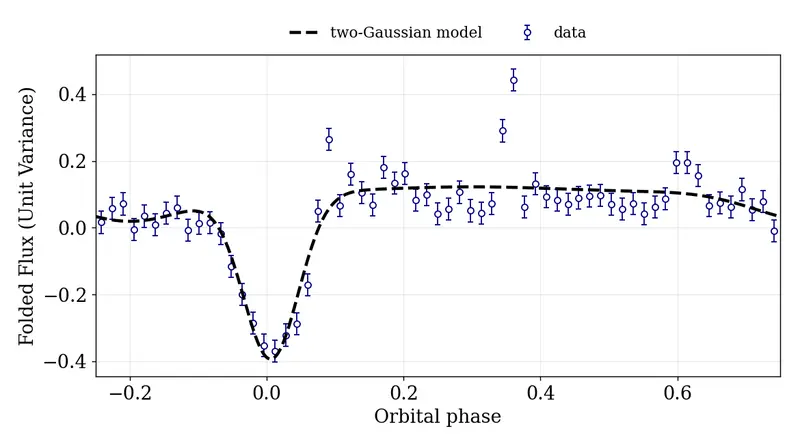 two-Gaussian model data
Folded Flux (Unit Variance)
0.4
0.2
0.0
−0.2
−0.4
−0.2 0.0 0.2 0.4 0.6
Orbital phase